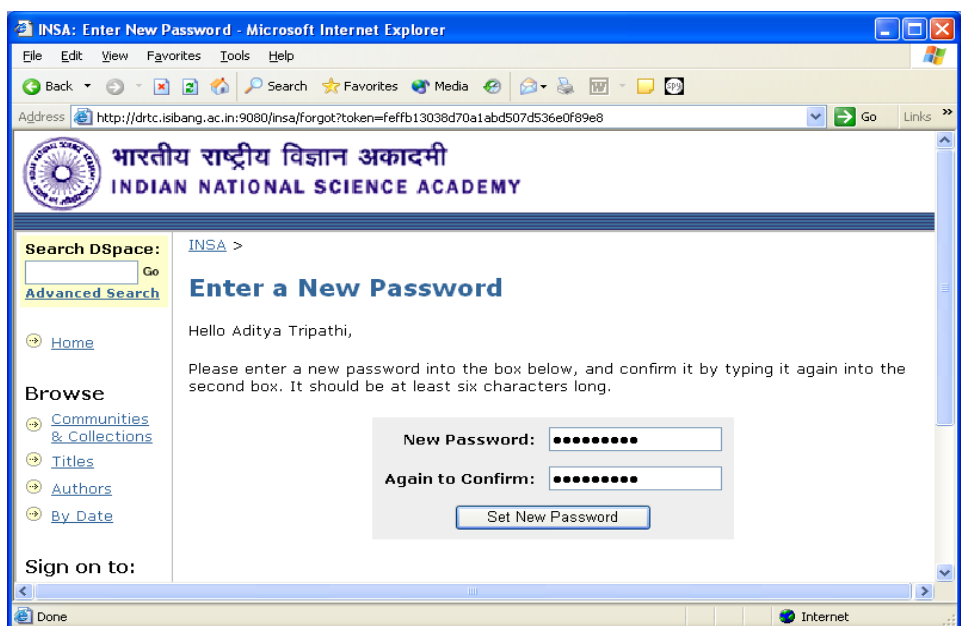 INSA: Enter New Password - Microsoft Internet Explorer
File Edit View Favorites Tools Help
Back Search Favorites Media
Address http://drtc.isibang.ac.in:9080/insa/forgot?token=feffb13038d70a1abd507d536e0f89e8 Go Links »
भारतीय राष्ट्रीय विज्ञान अकादमी
INDIAN NATIONAL SCIENCE ACADEMY
Search DSpace:
Go
Advanced Search
Home
Browse
Communities
& Collections
Titles
Authors
By Date
Sign on to:
INSA >
Enter a New Password
Hello Aditya Tripathi,
Please enter a new password into the box below, and confirm it by typing it again into the
second box. It should be at least six characters long.
New Password: •••••••••
Again to Confirm: •••••••••
Set New Password
Done Internet